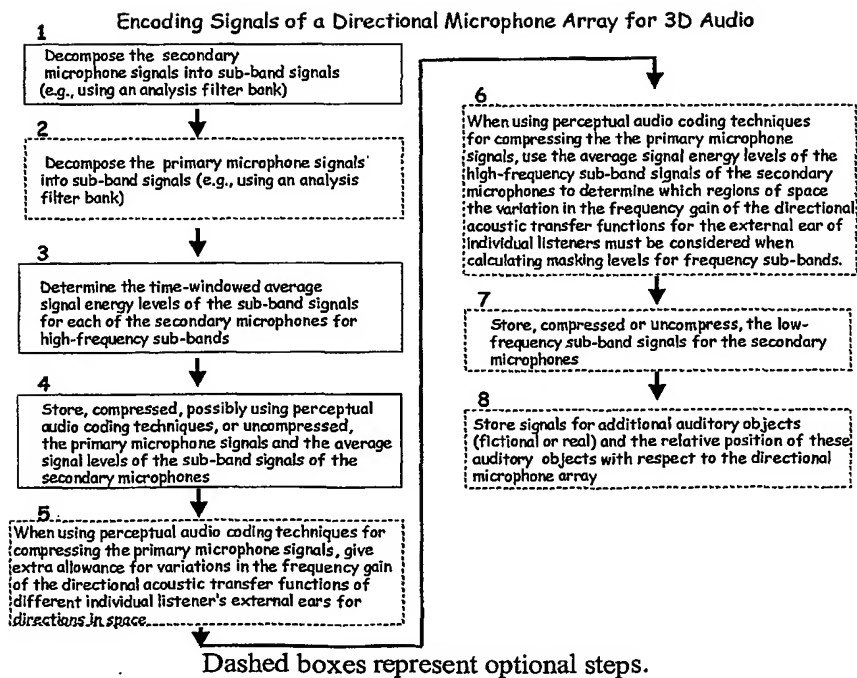 Encoding Signals of a Directional Microphone Array for 3D Audio
1
Decompose the secondary
microphone signals into sub-band signals
(e.g., using an analysis filter bank)
2
Decompose the primary microphone signals
into sub-band signals (e.g., using an analysis
filter bank)
3
Determine the time-windowed average
signal energy levels of the sub-band signals
for each of the secondary microphones for
high-frequency sub-bands
4
Store, compressed, possibly using perceptual
audio coding techniques, or uncompressed,
the primary microphone signals and the average
signal levels of the sub-band signals of the
secondary microphones
5
When using perceptual audio coding techniques for
compressing the primary microphone signals, give
extra allowance for variations in the frequency gain
of the directional acoustic transfer functions of
different individual listener's external ears for
directions in space
6
When using perceptual audio coding techniques
for compressing the the primary microphone
signals, use the average signal energy levels of the
high-frequency sub-band signals of the secondary
microphones to determine which regions of space
the variation in the frequency gain of the directional
acoustic transfer functions for the external ear of
individual listeners must be considered when
calculating masking levels for frequency sub-bands.
7
Store, compressed or uncompress, the low-
frequency sub-band signals for the secondary
microphones
8
Store signals for additional auditory objects
(fictional or real) and the relative position of these
auditory objects with respect to the directional
microphone array
Dashed boxes represent optional steps.